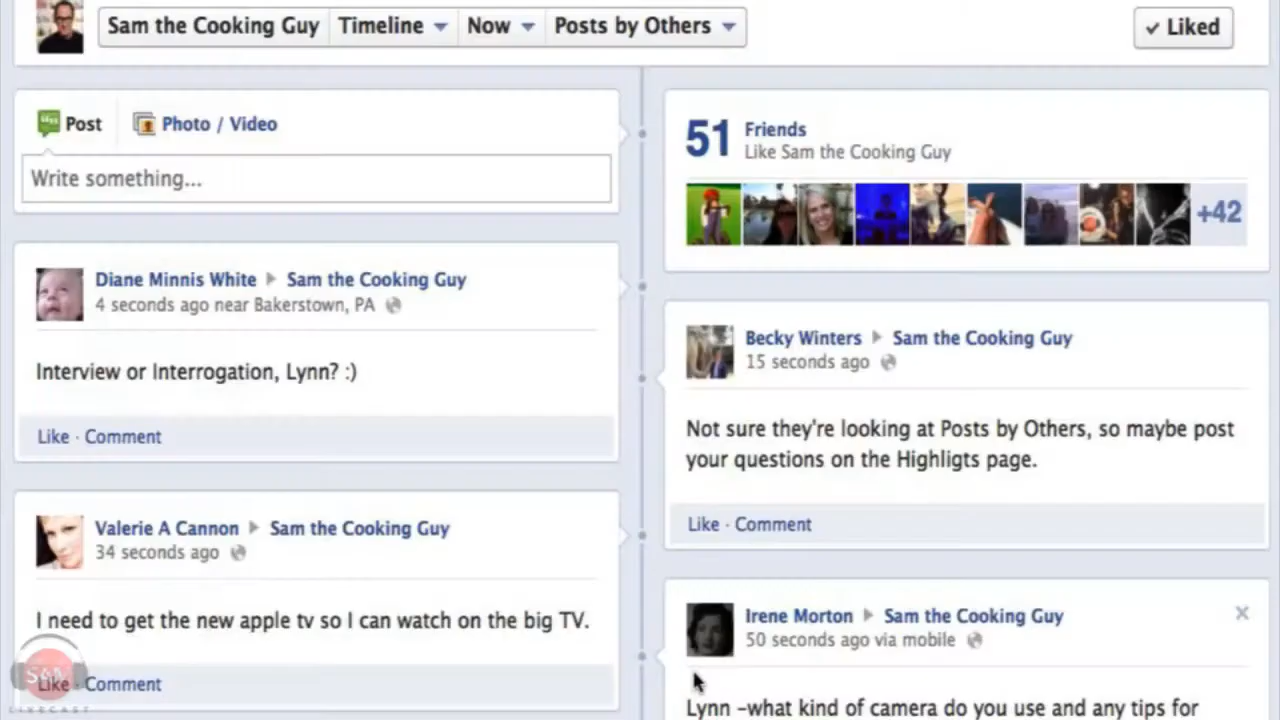 Sam the Cooking Guy Timeline Now Posts by Others ✓ Liked
Post Photo / Video
Write something...
51 Friends
Like Sam the Cooking Guy
+42
Diane Minnis White ▶ Sam the Cooking Guy
4 seconds ago near Bakerstown, PA
Interview or Interrogation, Lynn? :)
Like · Comment
Becky Winters ▶ Sam the Cooking Guy
15 seconds ago
Not sure they're looking at Posts by Others, so maybe post
your questions on the Highligts page.
Like · Comment
Valerie A Cannon ▶ Sam the Cooking Guy
34 seconds ago
I need to get the new apple tv so I can watch on the big TV.
Like · Comment
Irene Morton ▶ Sam the Cooking Guy
50 seconds ago via mobile
Lynn –what kind of camera do you use and any tips for
LIVECAST